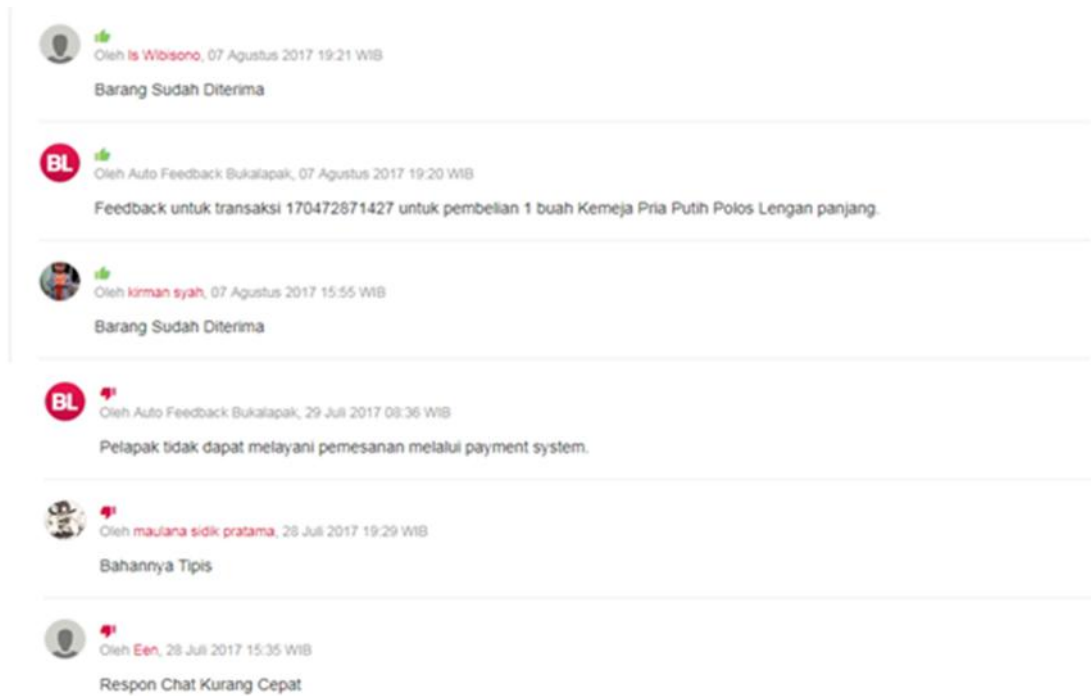 Oleh Is Wibisono, 07 Agustus 2017 19:21 WIB
Barang Sudah Diterima
BL
Oleh Auto Feedback Bukalapak, 07 Agustus 2017 19:20 WIB
Feedback untuk transaksi 170472871427 untuk pembelian 1 buah Kemeja Pria Putih Polos Lengan panjang.
Oleh kirman syah, 07 Agustus 2017 15:55 WIB
Barang Sudah Diterima
BL
Oleh Auto Feedback Bukalapak, 29 Juli 2017 08:36 WIB
Pelapak tidak dapat melayani pemesanan melalui payment system.
Oleh maulana sidik pratama, 28 Juli 2017 19:29 WIB
Bahannya Tipis
Oleh Een, 28 Juli 2017 15:35 WIB
Respon Chat Kurang Cepat